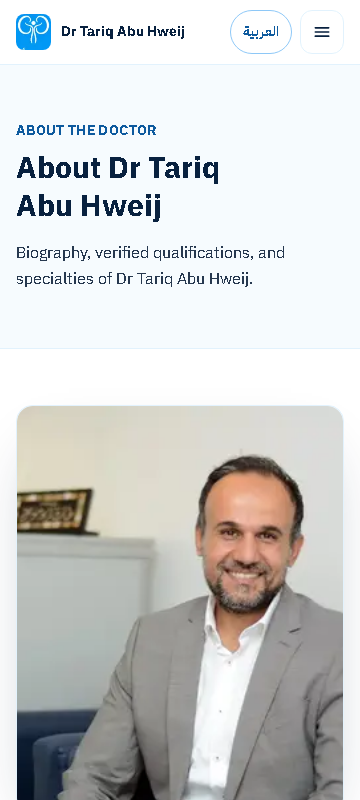 Dr Tariq Abu Hweij
العربية
ABOUT THE DOCTOR
About Dr Tariq
Abu Hweij
Biography, verified qualifications, and
specialties of Dr Tariq Abu Hweij.